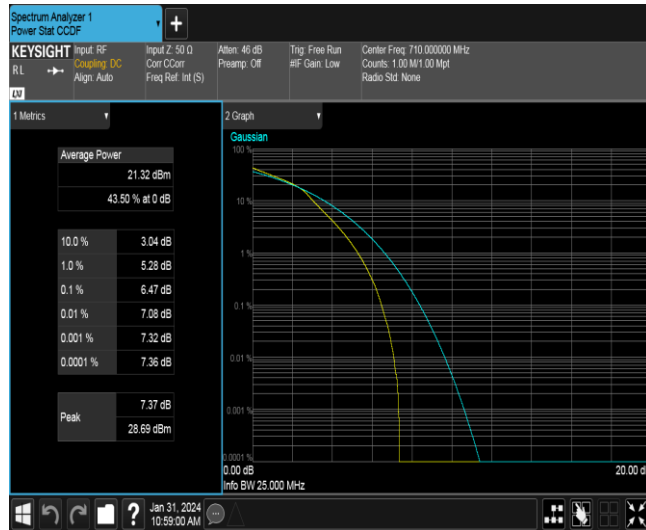 Spectrum Analyzer 1
Power Stat CCDF
KEYSIGHT
RL
LXI
Input: RF
Coupling: DC
Align: Auto
Input Z: 50 Ω
Corr CCorr
Freq Ref: Int (S)
Atten: 46 dB
Preamp: Off
Trig: Free Run
#IF Gain: Low
Center Freq: 710.000000 MHz
Counts: 1.00 M/1.00 Mpt
Radio Std: None
1 Metrics
Average Power
21.32 dBm
43.50 % at 0 dB
10.0 % 3.04 dB
1.0 % 5.28 dB
0.1 % 6.47 dB
0.01 % 7.08 dB
0.001 % 7.32 dB
0.0001 % 7.36 dB
Peak
7.37 dB
28.69 dBm
2 Graph
Gaussian
100 %
10 %
1 %
0.1 %
0.01 %
0.001 %
0.0001 %
0.00 dB
20.00 d
Info BW 25.000 MHz
?
Jan 31, 2024
10:59:00 AM